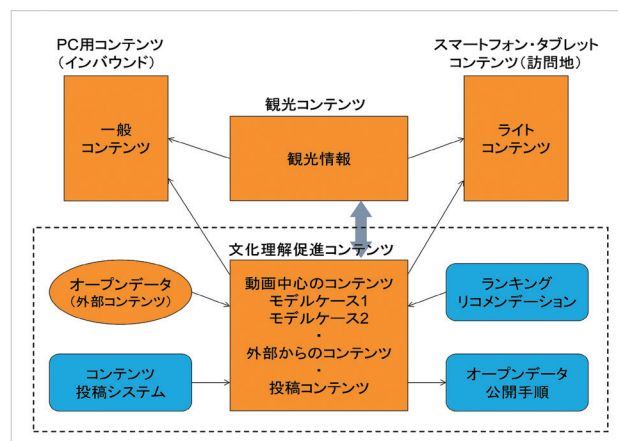 PC用コンテンツ
（インバウンド）
スマートフォン・タブレット
コンテンツ（訪問地）
観光コンテンツ
一般
コンテンツ
観光情報
ライト
コンテンツ
文化理解促進コンテンツ
オープンデータ
（外部コンテンツ）
動画中心のコンテンツ
モデルケース1
モデルケース2
・
外部からのコンテンツ
・
投稿コンテンツ
ランキング
リコメンデーション
コンテンツ
投稿システム
オープンデータ
公開手順